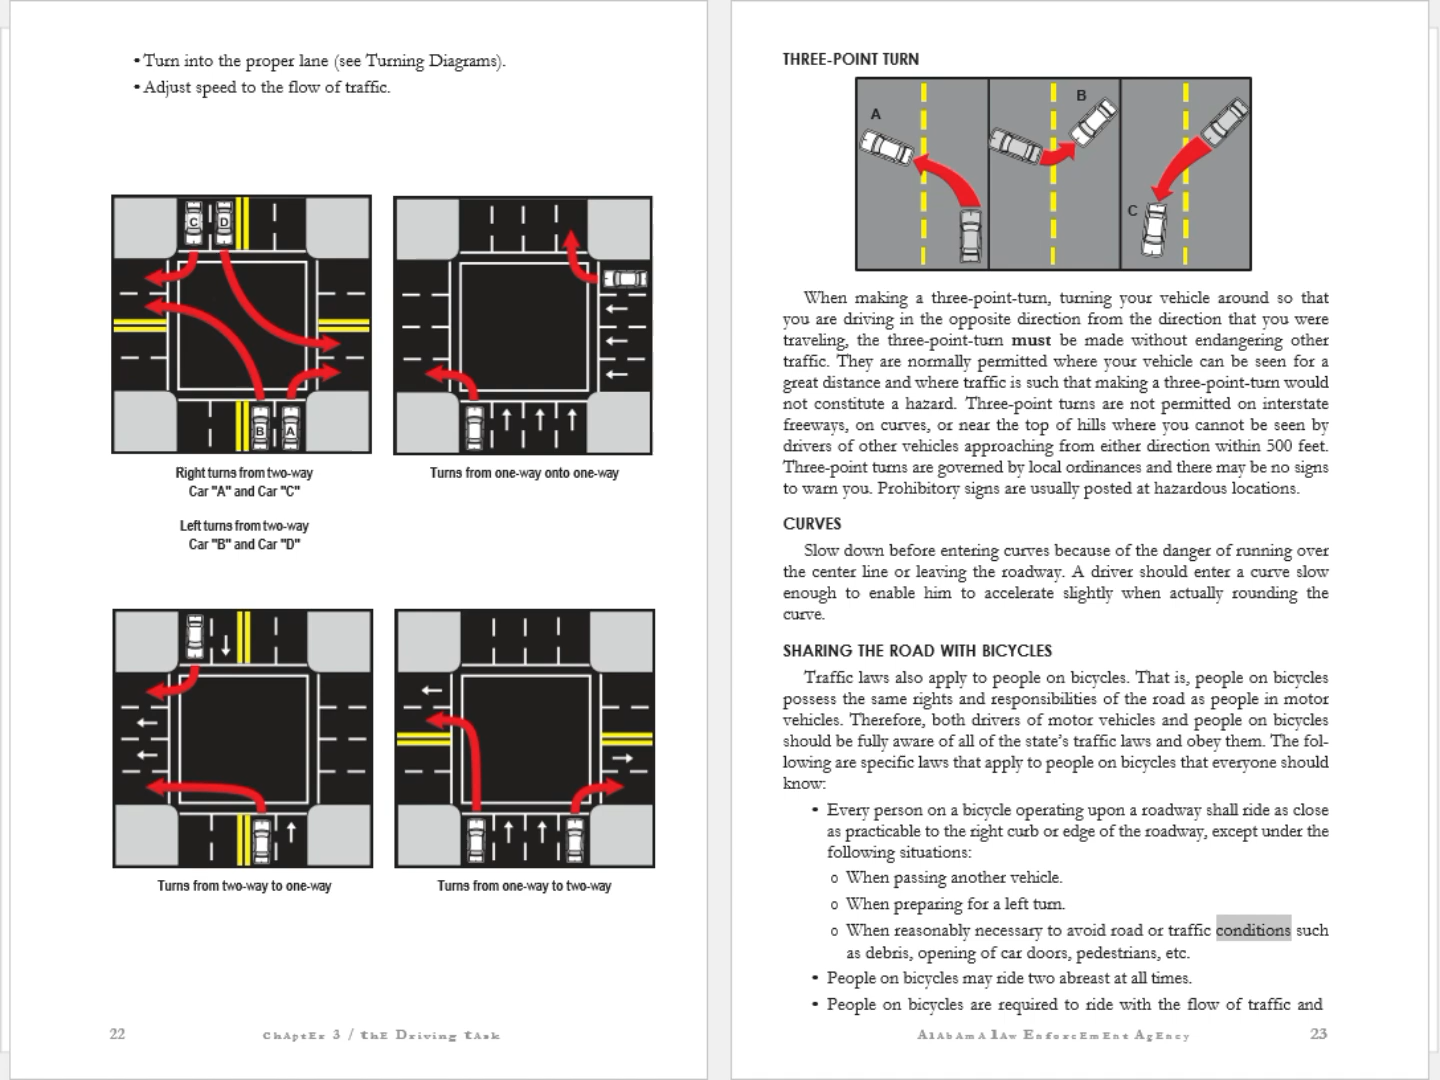 • Turn into the proper lane (see Turning Diagrams).
• Adjust speed to the flow of traffic.
C D
B A
Right turns from two-way
Car "A" and Car "C"
Left turns from two-way
Car "B" and Car "D"
Turns from one-way onto one-way
Turns from two-way to one-way
Turns from one-way to two-way
22 ChAptEr 3 / thE Driving tAsk
THREE-POINT TURN
A
B
C
When making a three-point-turn, turning your vehicle around so that
you are driving in the opposite direction from the direction that you were
traveling, the three-point-turn must be made without endangering other
traffic. They are normally permitted where your vehicle can be seen for a
great distance and where traffic is such that making a three-point-turn would
not constitute a hazard. Three-point turns are not permitted on interstate
freeways, on curves, or near the top of hills where you cannot be seen by
drivers of other vehicles approaching from either direction within 500 feet.
Three-point turns are governed by local ordinances and there may be no signs
to warn you. Prohibitory signs are usually posted at hazardous locations.
CURVES
Slow down before entering curves because of the danger of running over
the center line or leaving the roadway. A driver should enter a curve slow
enough to enable him to accelerate slightly when actually rounding the
curve.
SHARING THE ROAD WITH BICYCLES
Traffic laws also apply to people on bicycles. That is, people on bicycles
possess the same rights and responsibilities of the road as people in motor
vehicles. Therefore, both drivers of motor vehicles and people on bicycles
should be fully aware of all of the state's traffic laws and obey them. The fol-
lowing are specific laws that apply to people on bicycles that everyone should
know:
• Every person on a bicycle operating upon a roadway shall ride as close
as practicable to the right curb or edge of the roadway, except under the
following situations:
o When passing another vehicle.
o When preparing for a left turn.
o When reasonably necessary to avoid road or traffic conditions such
as debris, opening of car doors, pedestrians, etc.
• People on bicycles may ride two abreast at all times.
• People on bicycles are required to ride with the flow of traffic and
AlAbAmA lAw EnforcEmEnt AgEncy 23